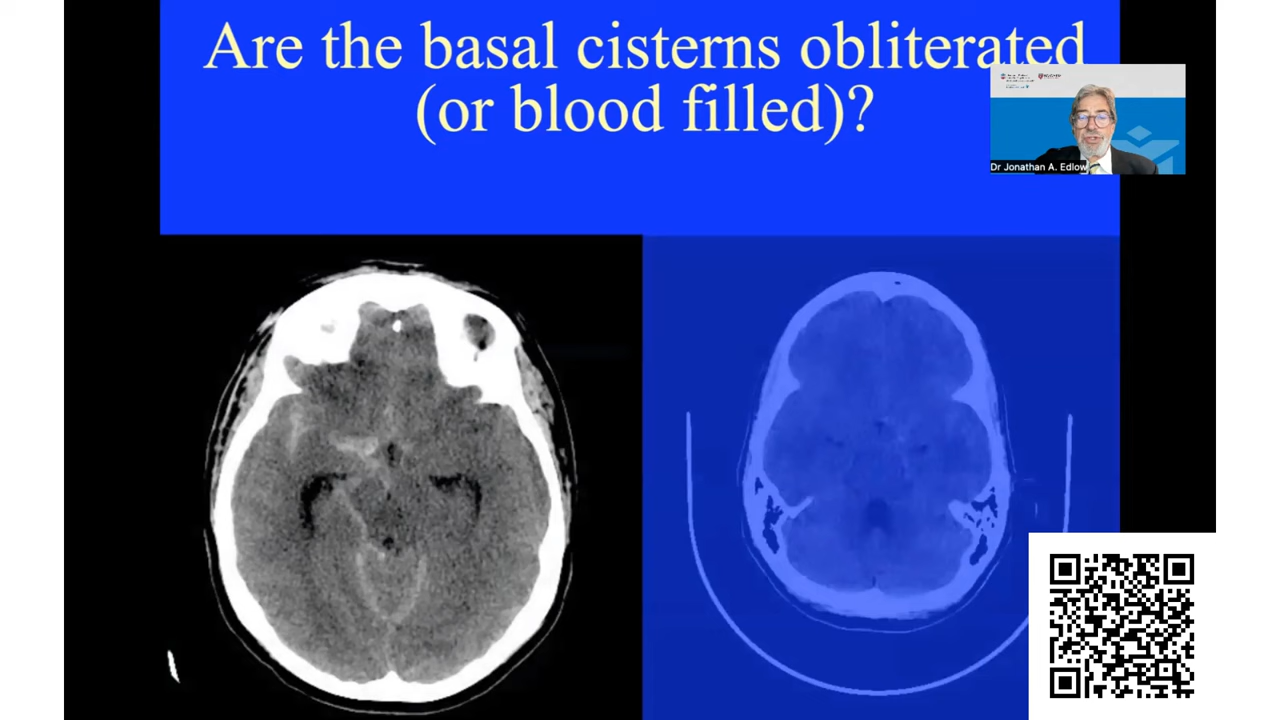 Are the basal cisterns obliterated
(or blood filled)?
Dr Jonathan A. Edlow